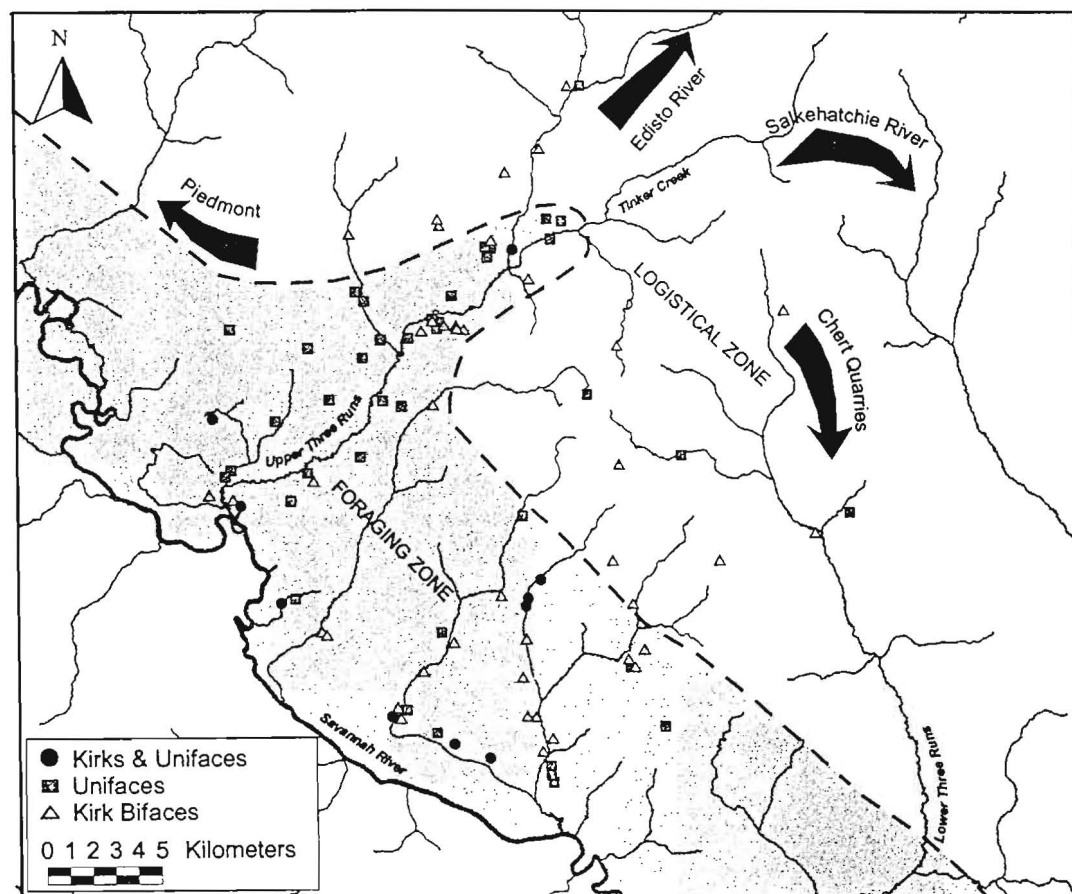 N
Edisto River
Salkehatchie River
Piedmont
Tinker Creek
LOGISTICAL ZONE
Chert Quarries
Upper Three Runs
FORAGING ZONE
Savannah River
Lower Three Runs
Kirks & Unifaces
Unifaces
Kirk Bifaces
0 1 2 3 4 5 Kilometers